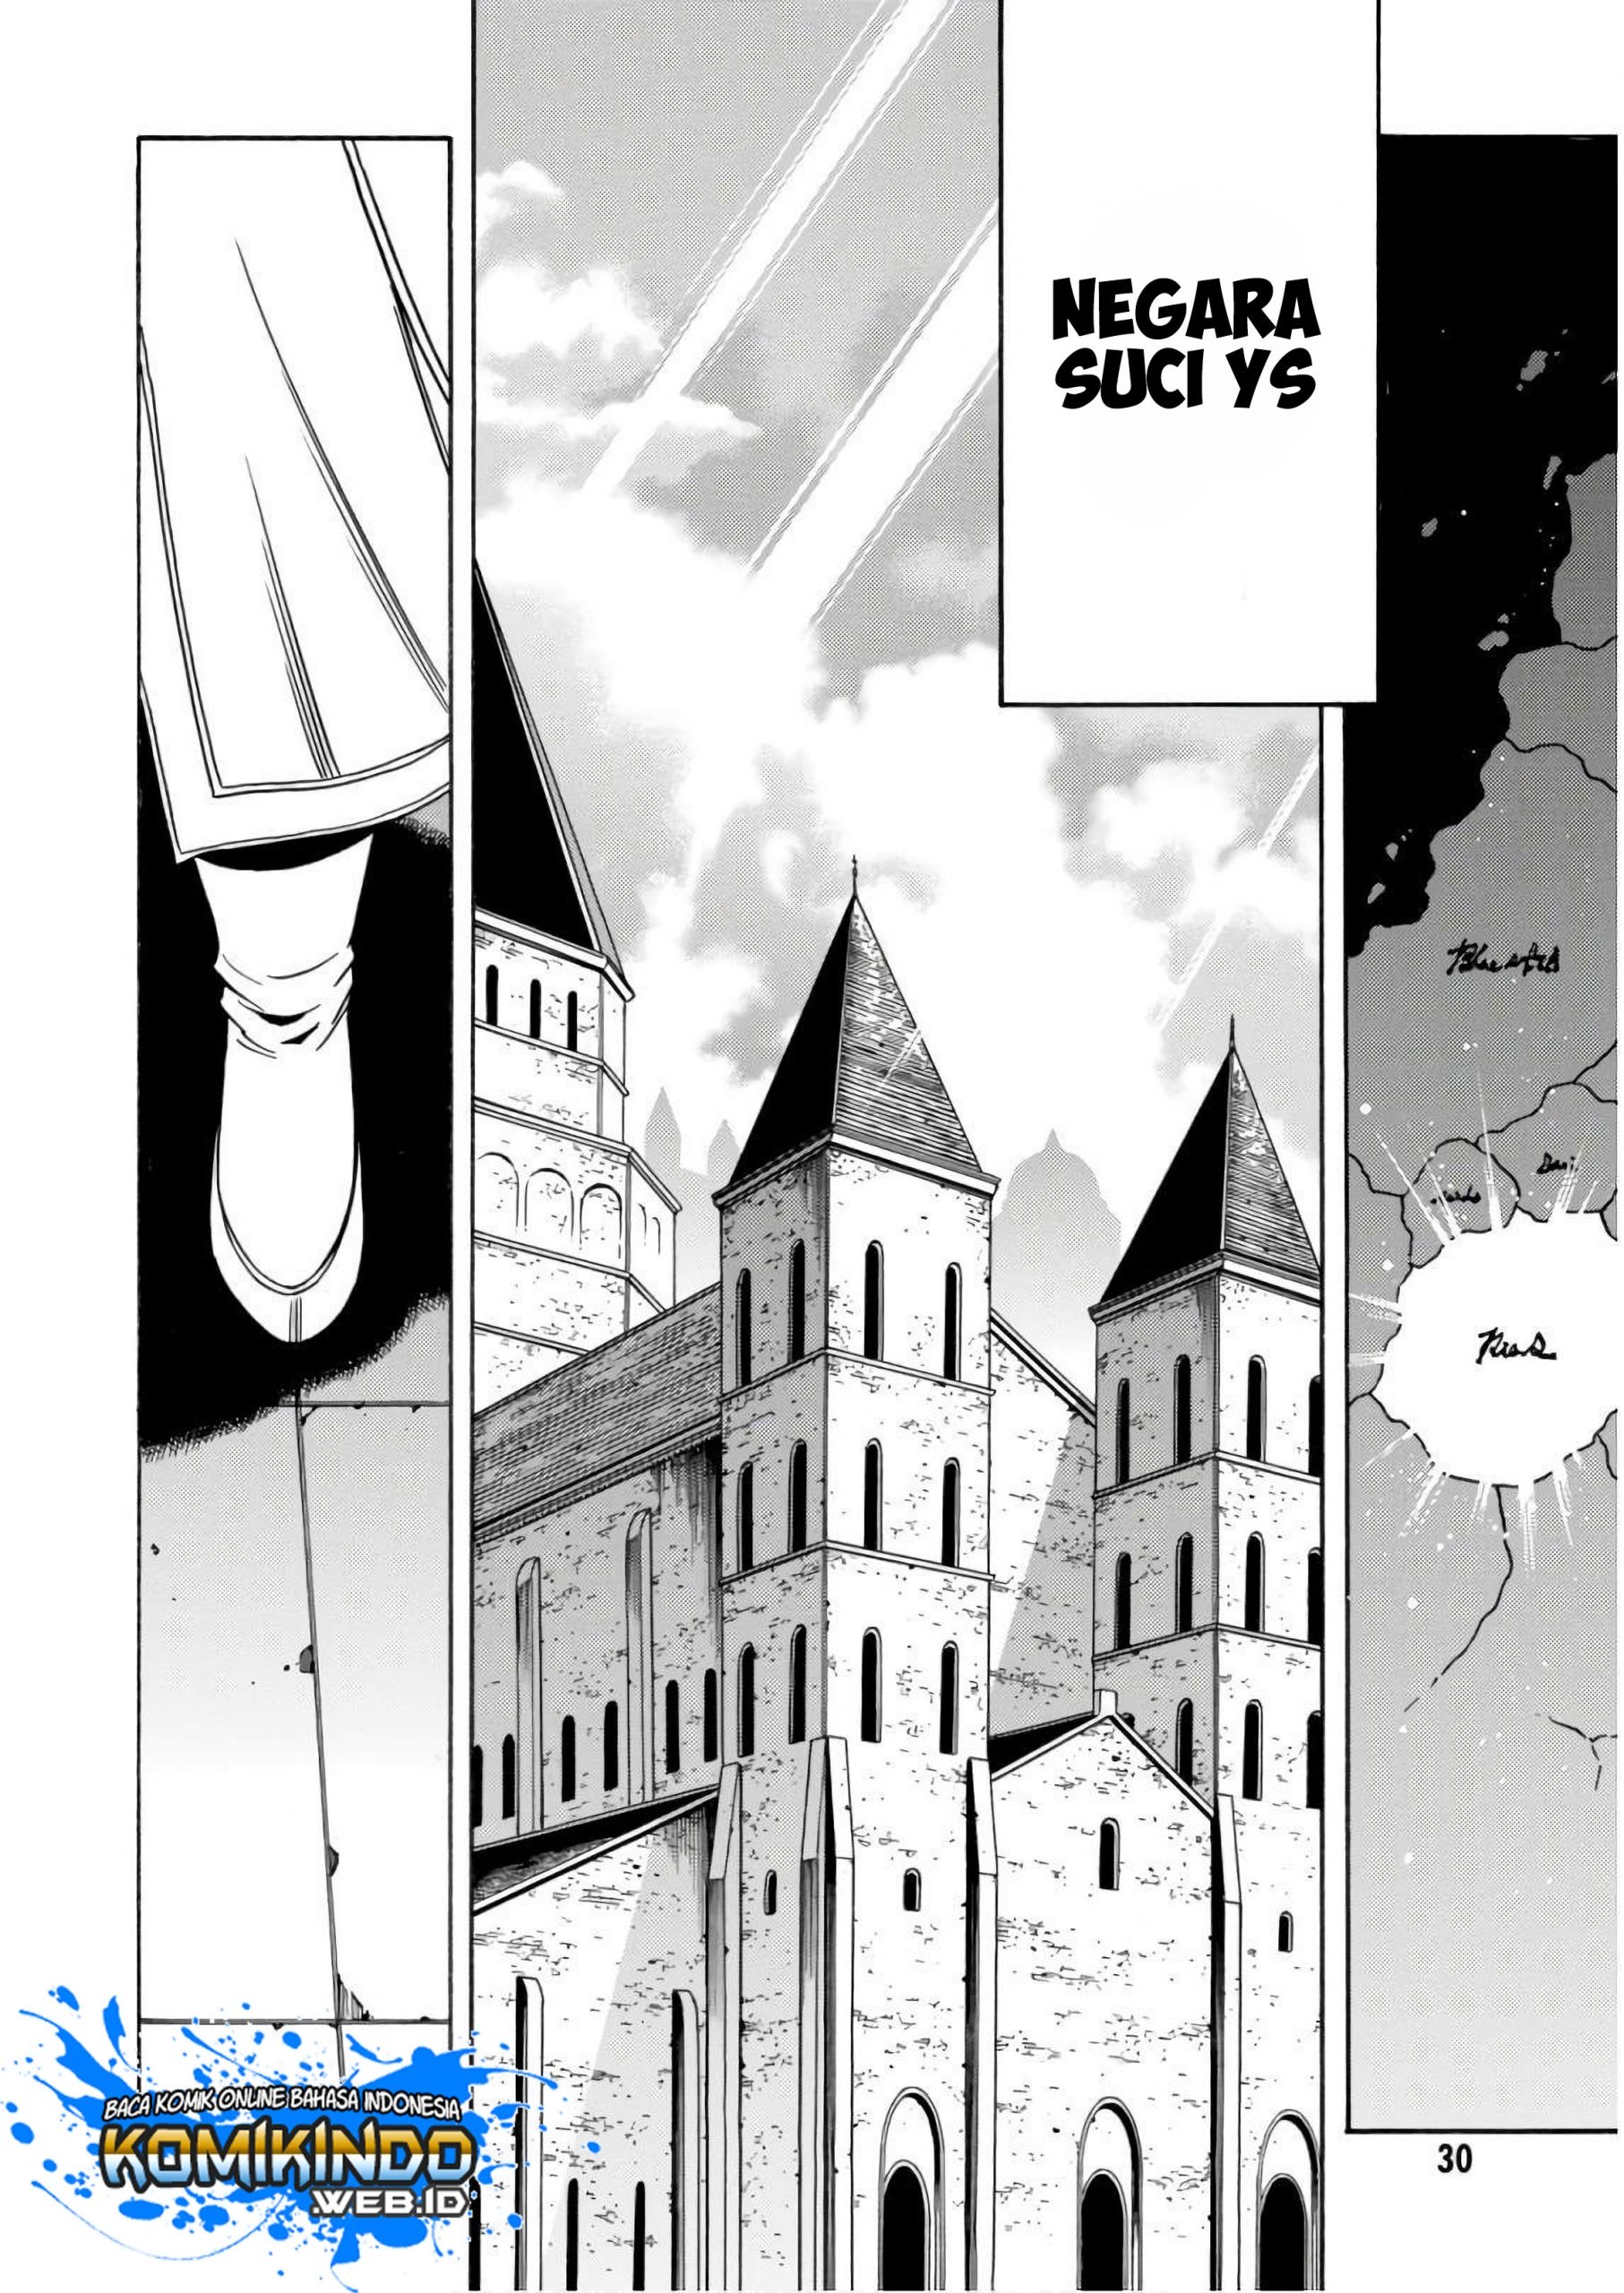 NEGARA
SUCI YS
30
BACA KOMIK ONLINE BAHASA INDONESIA
KOMIKINDO
.WEB.ID